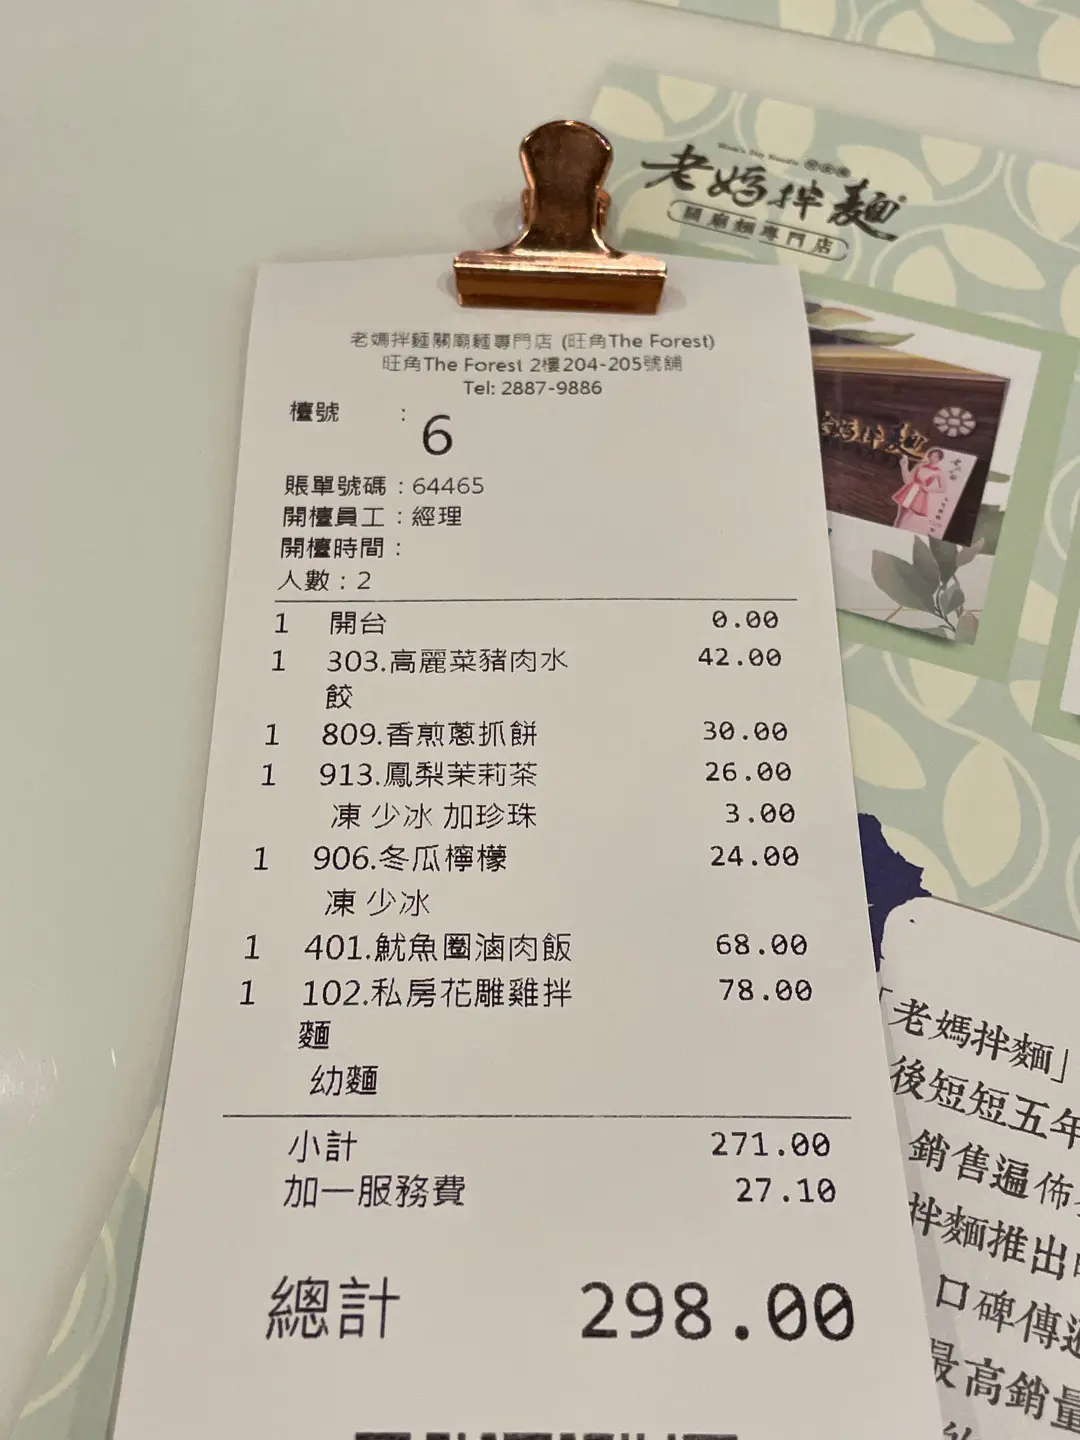 老媽拌麵
關廟麵專門店
老媽拌麵關廟麵專門店 (旺角The Forest)
旺角The Forest 2樓204-205號舖
Tel: 2887-9886
檯號 : 6
賬單號碼 : 64465
開檯員工 : 經理
開檯時間 :
人數 : 2
1 開台 0.00
1 303.高麗菜豬肉水 42.00
餃
1 809.香煎蔥抓餅 30.00
1 913.鳳梨茉莉茶 26.00
凍 少冰 加珍珠 3.00
1 906.冬瓜檸檬 24.00
凍 少冰
1 401.魷魚圈滷肉飯 68.00
1 102.私房花雕雞拌 78.00
麵
幼麵
小計 271.00
加一服務費 27.10
總計 298.00
老媽拌麵
「老媽拌麵」
後短短五年
銷售遍佈
拌麵推出
口碑傳
最高銷量